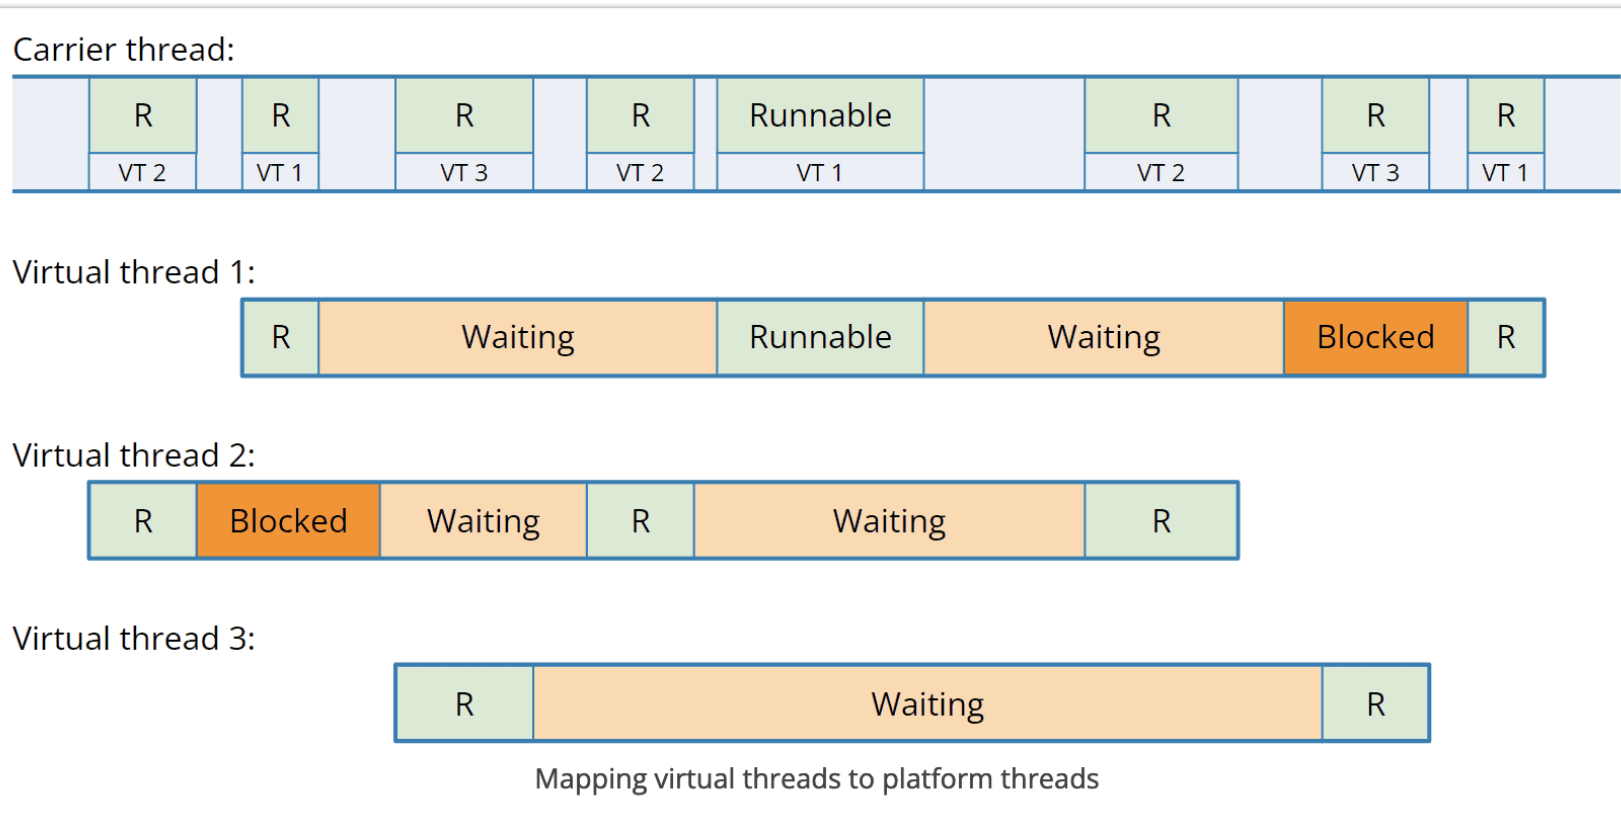 Carrier thread:
R R R R Runnable R R R
VT 2 VT 1 VT 3 VT 2 VT 1 VT 2 VT 3 VT 1
Virtual thread 1:
R Waiting Runnable Waiting Blocked R
Virtual thread 2:
R Blocked Waiting R Waiting R
Virtual thread 3:
R Waiting R
Mapping virtual threads to platform threads